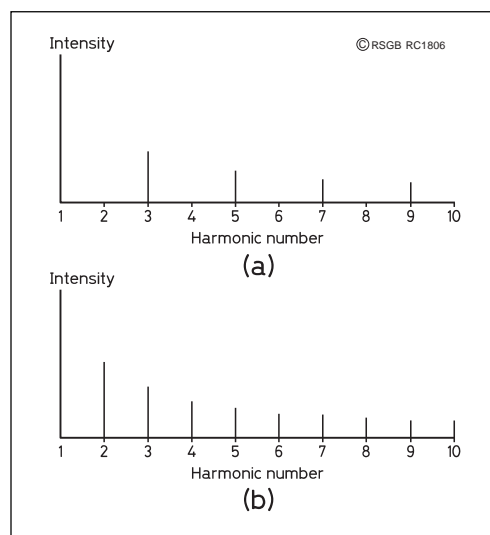 Intensity
© RSGB RC1806
1 2 3 4 5 6 7 8 9 10
Harmonic number
(a)
Intensity
1 2 3 4 5 6 7 8 9 10
Harmonic number
(b)